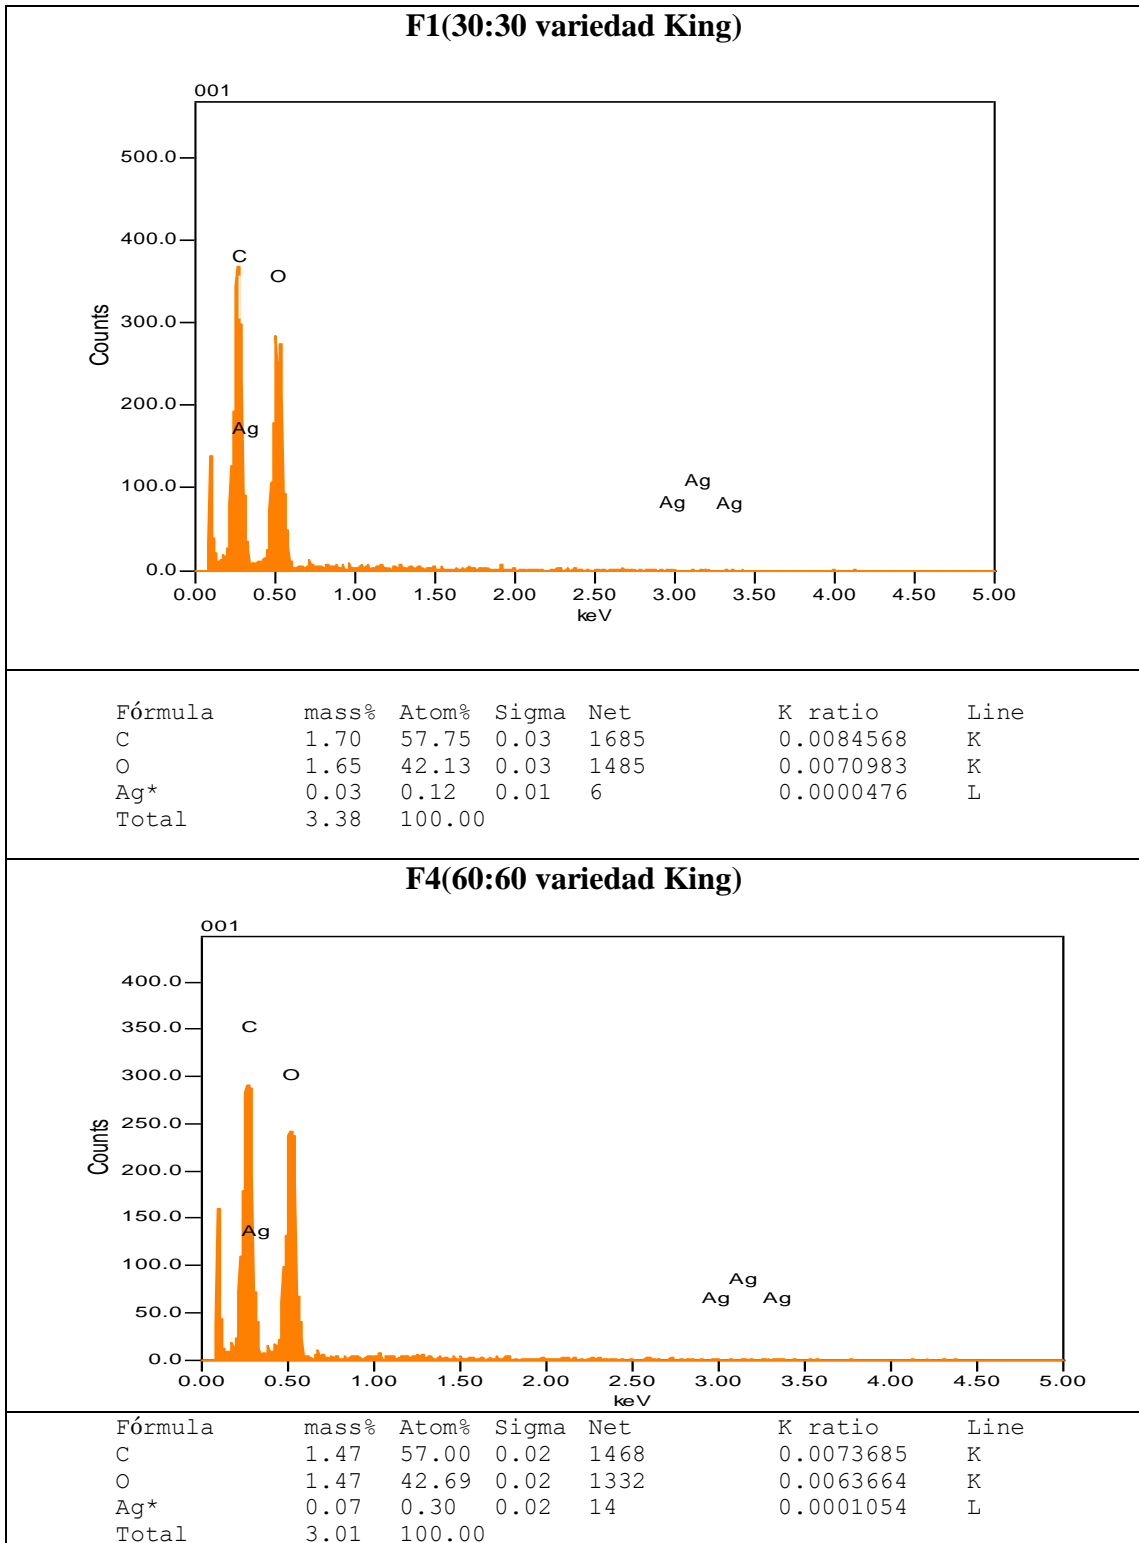 F1(30:30 variedad King)
001
500.0
400.0
300.0
200.0
100.0
0.0
Counts
C
O
Ag
Ag
Ag Ag
0.00 0.50 1.00 1.50 2.00 2.50 3.00 3.50 4.00 4.50 5.00
keV
Fórmula mass% Atom% Sigma Net K ratio Line
C 1.70 57.75 0.03 1685 0.0084568 K
O 1.65 42.13 0.03 1485 0.0070983 K
Ag* 0.03 0.12 0.01 6 0.0000476 L
Total 3.38 100.00
F4(60:60 variedad King)
001
400.0
350.0
300.0
250.0
200.0
150.0
100.0
50.0
0.0
Counts
C
O
Ag
Ag
Ag Ag
0.00 0.50 1.00 1.50 2.00 2.50 3.00 3.50 4.00 4.50 5.00
keV
Fórmula mass% Atom% Sigma Net K ratio Line
C 1.47 57.00 0.02 1468 0.0073685 K
O 1.47 42.69 0.02 1332 0.0063664 K
Ag* 0.07 0.30 0.02 14 0.0001054 L
Total 3.01 100.00